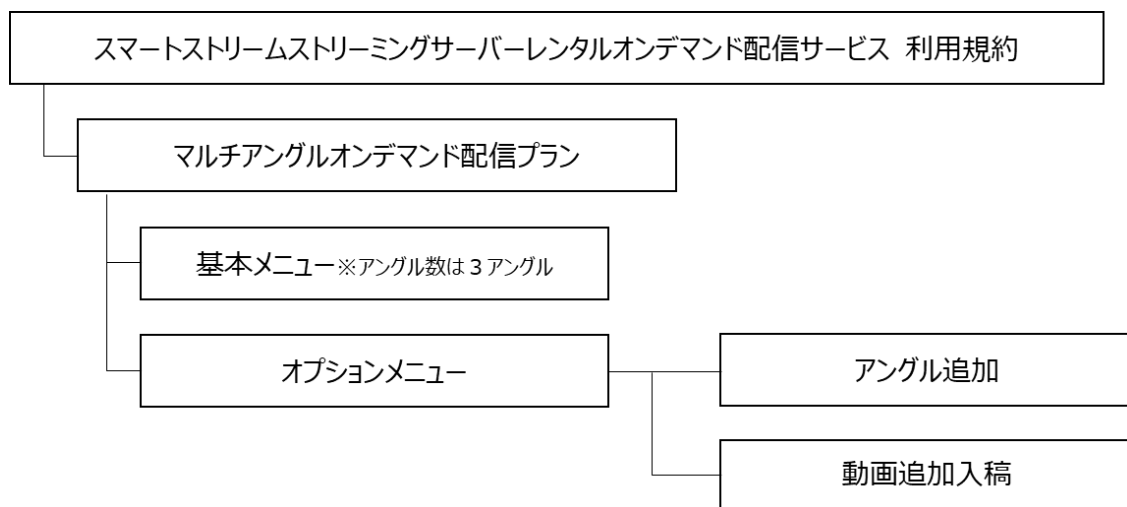 スマートストリームストリーミングサーバーレンタルオンデマンド配信サービス 利用規約
マルチアングルオンデマンド配信プラン
基本メニュー※アングル数は３アングル
オプションメニュー
アングル追加
動画追加入稿